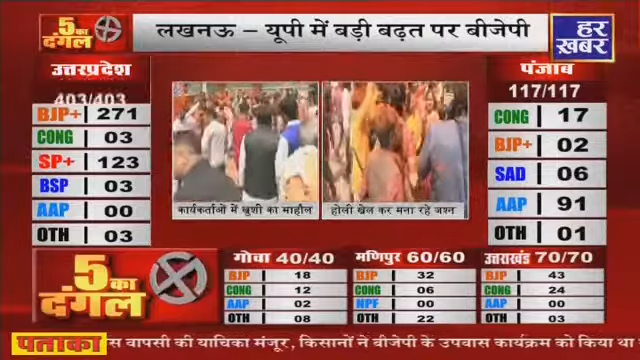 5 का
दंगल
लखनऊ – यूपी में बड़ी बढ़त पर बीजेपी
हर
ख़बर
उत्तरप्रदेश
403/403
BJP+ 271
CONG 03
SP+ 123
BSP 03
AAP 00
OTH 03
कार्यकर्ताओं में खुशी का माहौल
होली खेल कर मना रहे जश्न
पंजाब
117/117
CONG 17
BJP+ 02
SAD 06
AAP 91
OTH 01
5 का
दंगल
गोवा 40/40
BJP 18
CONG 12
AAP 02
OTH 08
मणिपुर 60/60
BJP 32
CONG 06
NPF 00
OTH 22
उत्तराखंड 70/70
BJP 43
CONG 24
AAP 00
OTH 03
पताका
स वापसी की याचिका मंजूर, किसानों ने बीजेपी के उपवास कार्यक्रम को किया था